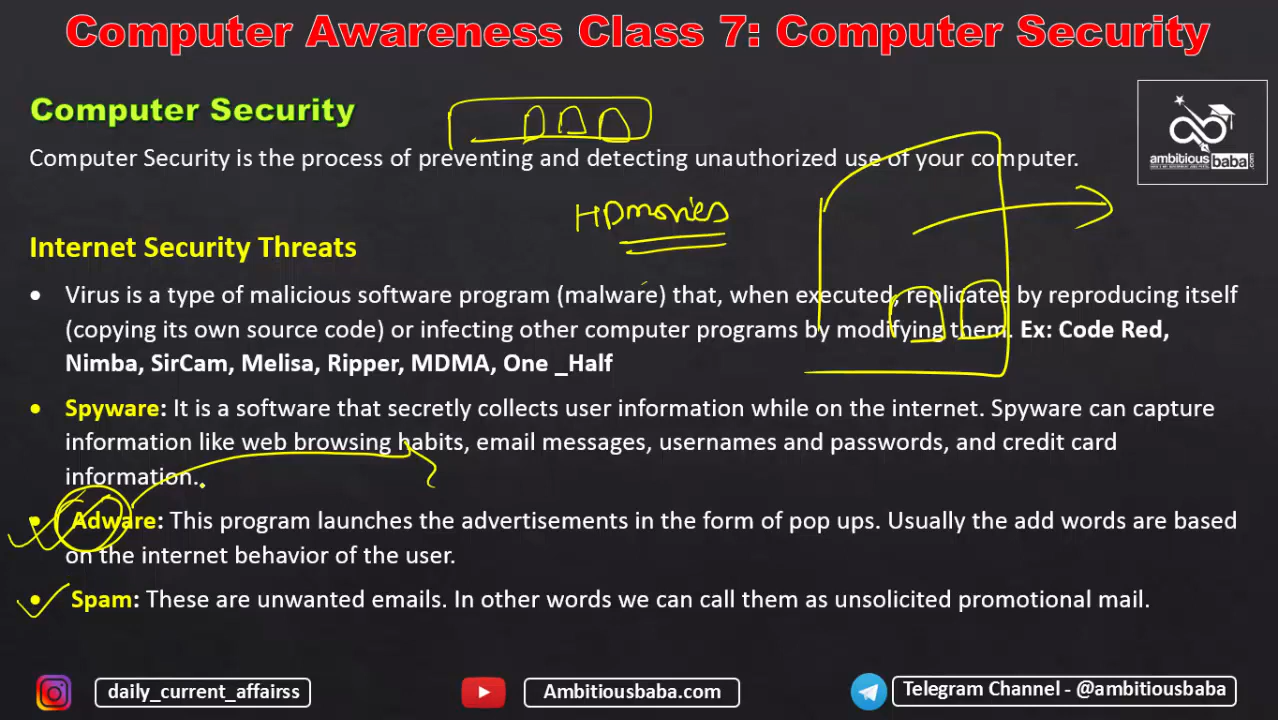 Computer Awareness Class 7: Computer Security
Computer Security
ambitious baba .com
Computer Security is the process of preventing and detecting unauthorized use of your computer.
HDmovies
Internet Security Threats
• Virus is a type of malicious software program (malware) that, when executed, replicates by reproducing itself
(copying its own source code) or infecting other computer programs by modifying them. Ex: Code Red,
Nimba, SirCam, Melisa, Ripper, MDMA, One _Half
• Spyware: It is a software that secretly collects user information while on the internet. Spyware can capture
information like web browsing habits, email messages, usernames and passwords, and credit card
information.
• Adware: This program launches the advertisements in the form of pop ups. Usually the add words are based
on the internet behavior of the user.
• Spam: These are unwanted emails. In other words we can call them as unsolicited promotional mail.
daily_current_affairss
Ambitiousbaba.com
Telegram Channel - @ambitiousbaba